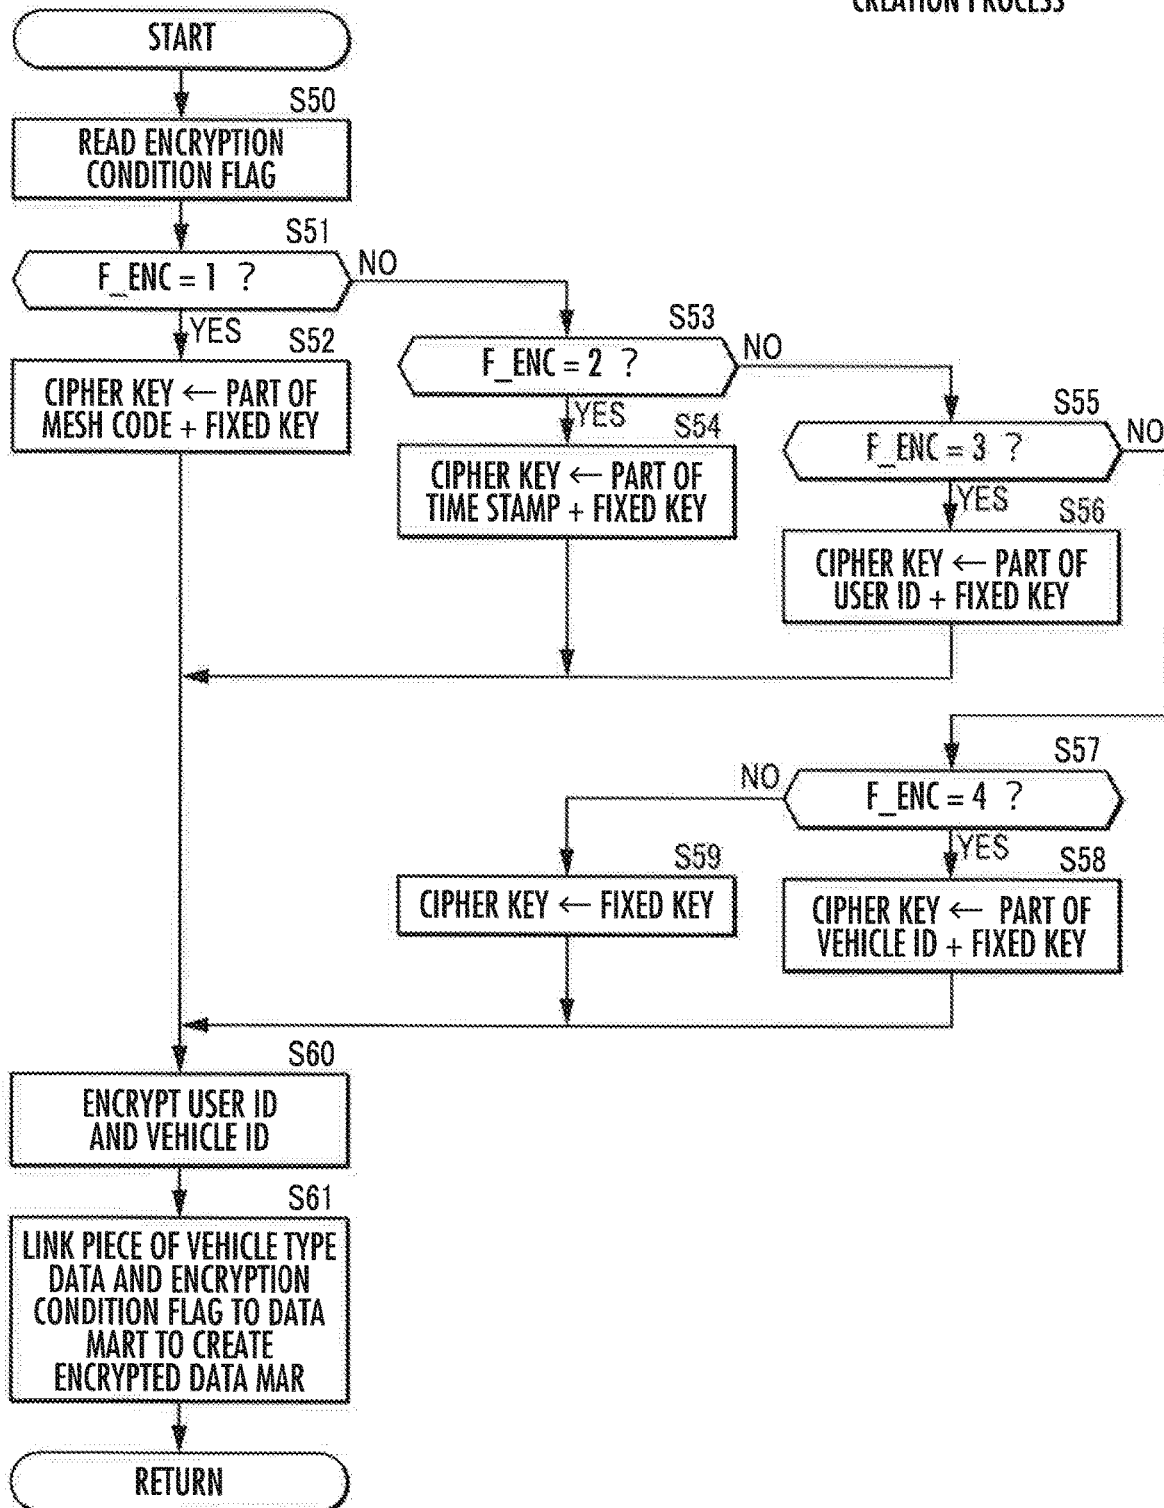 CREATION PROCESS
START
S50
READ ENCRYPTION
CONDITION FLAG
S51
F_ENC = 1 ?
NO
YES
S52
CIPHER KEY ← PART OF
MESH CODE + FIXED KEY
S53
F_ENC = 2 ?
NO
YES
S54
CIPHER KEY ← PART OF
TIME STAMP + FIXED KEY
S55
F_ENC = 3 ?
NO
YES
S56
CIPHER KEY ← PART OF
USER ID + FIXED KEY
S57
F_ENC = 4 ?
NO
YES
S58
CIPHER KEY ← PART OF
VEHICLE ID + FIXED KEY
S59
CIPHER KEY ← FIXED KEY
S60
ENCRYPT USER ID
AND VEHICLE ID
S61
LINK PIECE OF VEHICLE TYPE
DATA AND ENCRYPTION
CONDITION FLAG TO DATA
MART TO CREATE
ENCRYPTED DATA MAR
RETURN